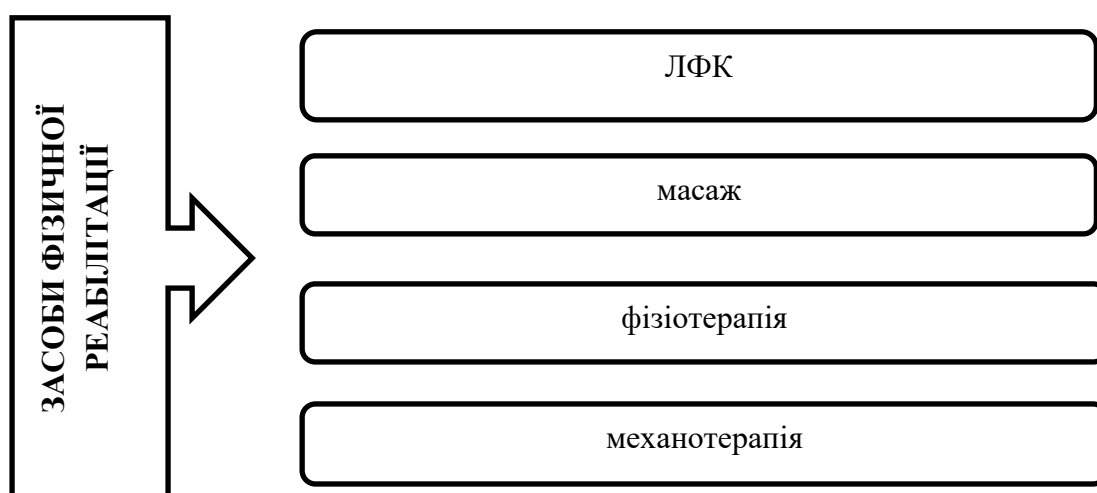 ЗАСОБИ ФІЗИЧНОЇ
РЕАБІЛІТАЦІЇ
ЛФК
масаж
фізіотерапія
механотерапія